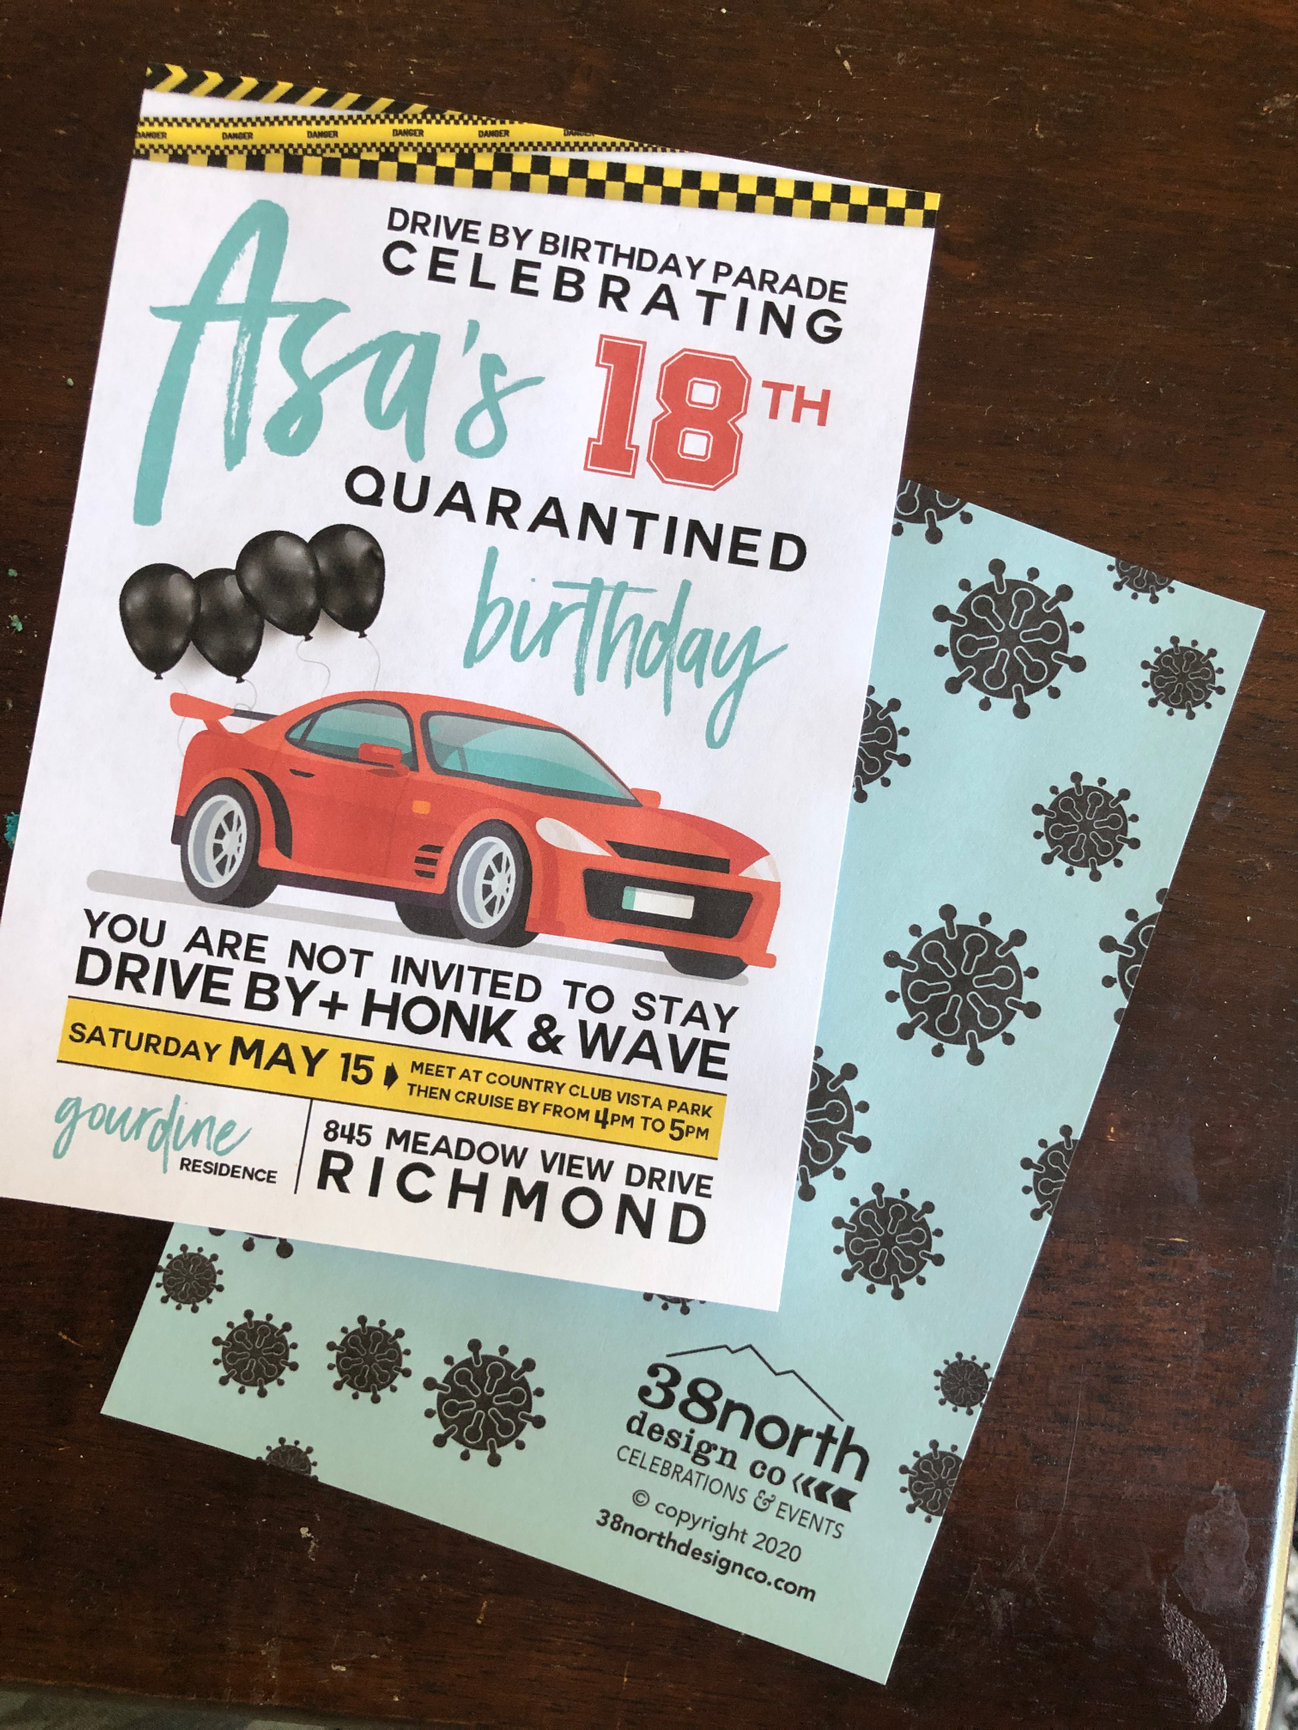 DANGER DANGER DANGER DANGER DANGER
DRIVE BY BIRTHDAY PARADE
CELEBRATING
Asa's 18TH
QUARANTINED
birthday
YOU ARE NOT INVITED TO STAY
DRIVE BY + HONK & WAVE
SATURDAY MAY 15
MEET AT COUNTRY CLUB VISTA PARK
THEN CRUISE BY FROM 4PM TO 5PM
gourdine
RESIDENCE
845 MEADOW VIEW DRIVE
RICHMOND
38north
design co
CELEBRATIONS & EVENTS
© copyright 2020
38northdesignco.com